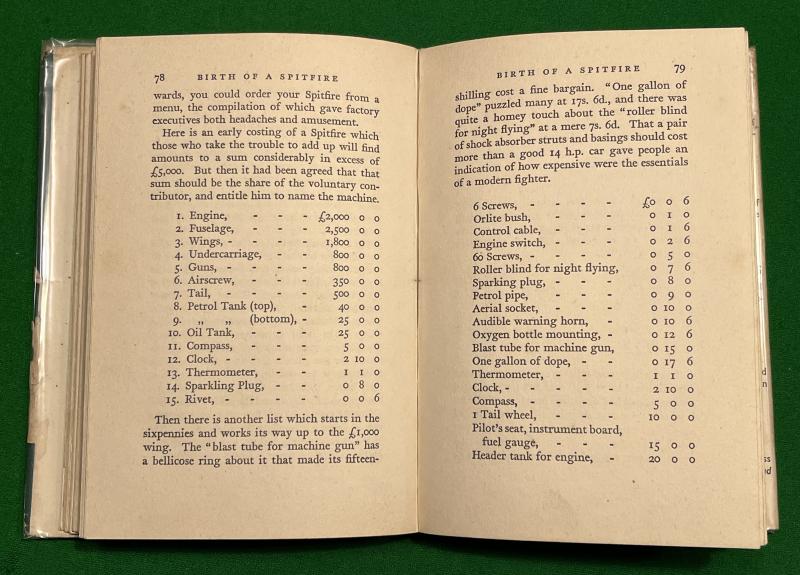 78 BIRTH OF A SPITFIRE
wards, you could order your Spitfire from a
menu, the compilation of which gave factory
executives both headaches and amusement.
Here is an early costing of a Spitfire which
those who take the trouble to add up will find
amounts to a sum considerably in excess of
£5,000. But then it had been agreed that that
sum should be the share of the voluntary con-
tributor, and entitle him to name the machine.
1. Engine, - - - £2,000 0 0
2. Fuselage, - - - 2,500 0 0
3. Wings, - - - - 1,800 0 0
4. Undercarriage, - - 800 0 0
5. Guns, - - - - 800 0 0
6. Airscrew, - - - 350 0 0
7. Tail, - - - - 500 0 0
8. Petrol Tank (top), - 40 0 0
9. „ „ (bottom), - 25 0 0
10. Oil Tank, - - - 25 0 0
11. Compass, - - - 5 0 0
12. Clock, - - - - 2 10 0
13. Thermometer, - - 1 1 0
14. Sparkling Plug, - - 0 8 0
15. Rivet, - - - - 0 0 6
Then there is another list which starts in the
sixpennies and works its way up to the £1,000
wing. The "blast tube for machine gun" has
a bellicose ring about it that made its fifteen-
BIRTH OF A SPITFIRE 79
shilling cost a fine bargain. "One gallon of
dope" puzzled many at 17s. 6d., and there was
quite a homey touch about the "roller blind
for night flying" at a mere 7s. 6d. That a pair
of shock absorber struts and basings should cost
more than a good 14 h.p. car gave people an
indication of how expensive were the essentials
of a modern fighter.
6 Screws, - - - - £0 0 6
Orlite bush, - - - 0 1 0
Control cable, - - - 0 1 6
Engine switch, - - - 0 2 6
60 Screws, - - - - 0 5 0
Roller blind for night flying, 0 7 6
Sparking plug, - - - 0 8 0
Petrol pipe, - - - 0 9 0
Aerial socket, - - - 0 10 0
Audible warning horn, - 0 10 6
Oxygen bottle mounting, - 0 12 6
Blast tube for machine gun, 0 15 0
One gallon of dope, - - 0 17 6
Thermometer, - - - 1 1 0
Clock, - - - - - 2 10 0
Compass, - - - - 5 0 0
1 Tail wheel, - - - 10 0 0
Pilot's seat, instrument board,
fuel gauge, - - - 15 0 0
Header tank for engine, - 20 0 0